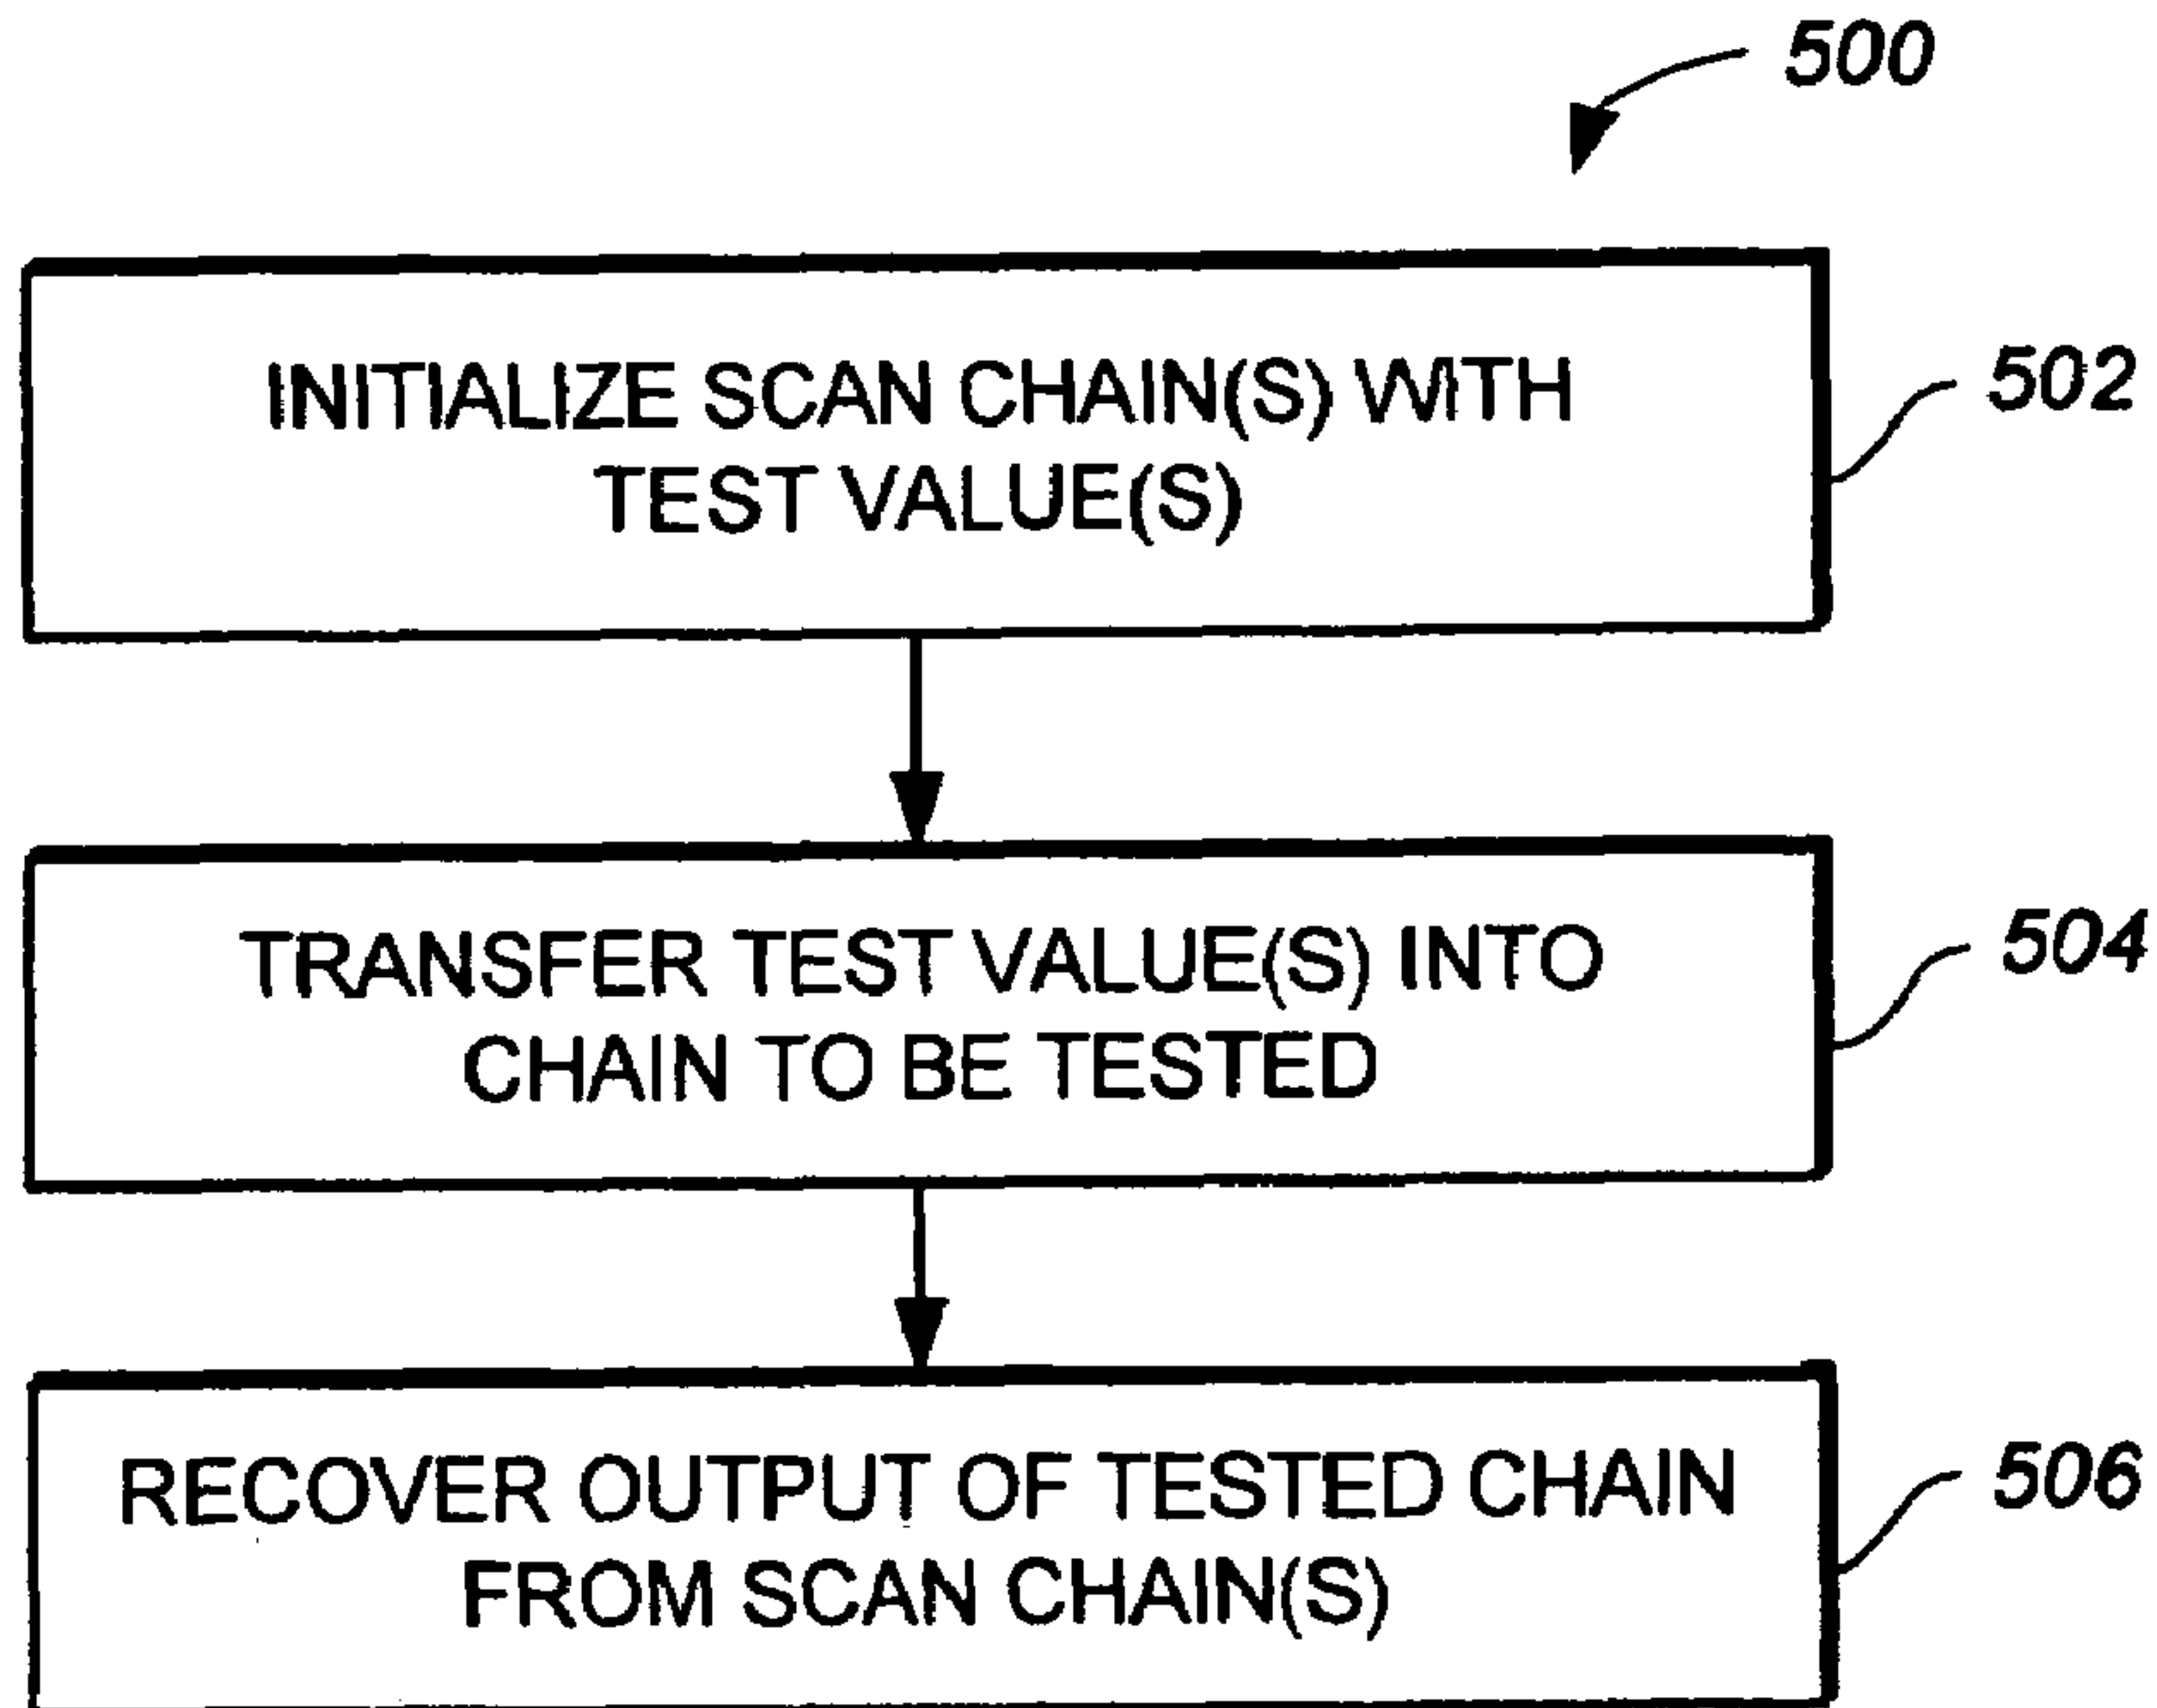 500
INITIALIZE SCAN CHAIN(S) WITH
TEST VALUE(S)
502
TRANSFER TEST VALUE(S) INTO
CHAIN TO BE TESTED
504
RECOVER OUTPUT OF TESTED CHAIN
FROM SCAN CHAIN(S)
506